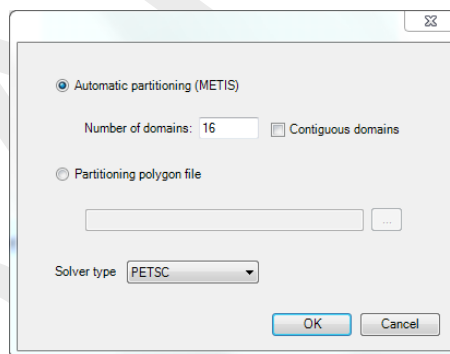 Automatic partitioning (METIS)
Number of domains: 16 Contiguous domains
Partitioning polygon file
...
Solver type PETSC
OK Cancel